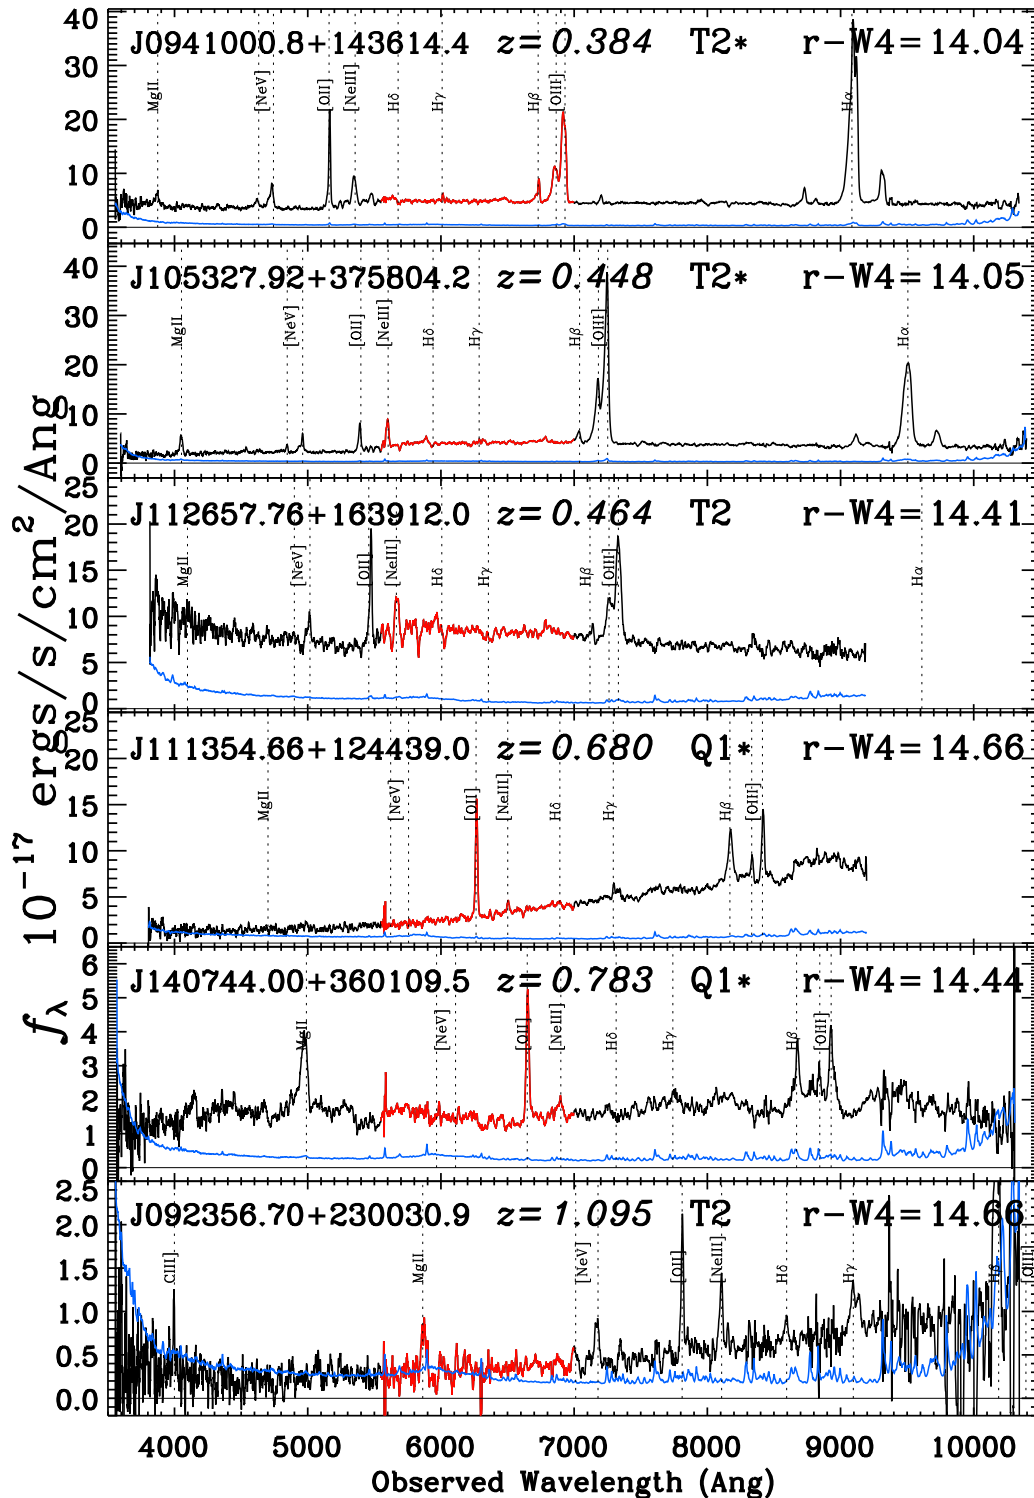 J0941000.8+143614.4 z=0.384 T2* r-W4=14.04
MgII [NeV] [OII] [NeIII] Hδ Hγ Hβ [OIII] Hα
40
30
20
10
0
J105327.92+375804.2 z=0.448 T2* r-W4=14.05
MgII [NeV] [OII] [NeIII] Hδ Hγ Hβ [OIII] Hα
40
30
20
10
0
J112657.76+163912.0 z=0.464 T2 r-W4=14.41
MgII [NeV] [OII] [NeIII] Hδ Hγ Hβ [OIII] Hα
25
20
15
10
5
0
J111354.66+124439.0 z=0.680 Q1* r-W4=14.66
MgII [NeV] [OII] [NeIII] Hδ Hγ Hβ [OIII]
25
20
15
10
5
0
J140744.00+360109.5 z=0.783 Q1* r-W4=14.44
MgII [NeV] [OII] [NeIII] Hδ Hγ Hβ [OIII]
6
5
4
3
2
1
0
J092356.70+230030.9 z=1.095 T2 r-W4=14.66
CIII] MgII [NeV] [OII] [NeIII] Hδ Hγ Hβ [OIII]
2.5
2.0
1.5
1.0
0.5
0.0
4000 5000 6000 7000 8000 9000 10000
Observed Wavelength (Ang)
f_λ 10⁻¹⁷ ergs/s/cm²/Ang